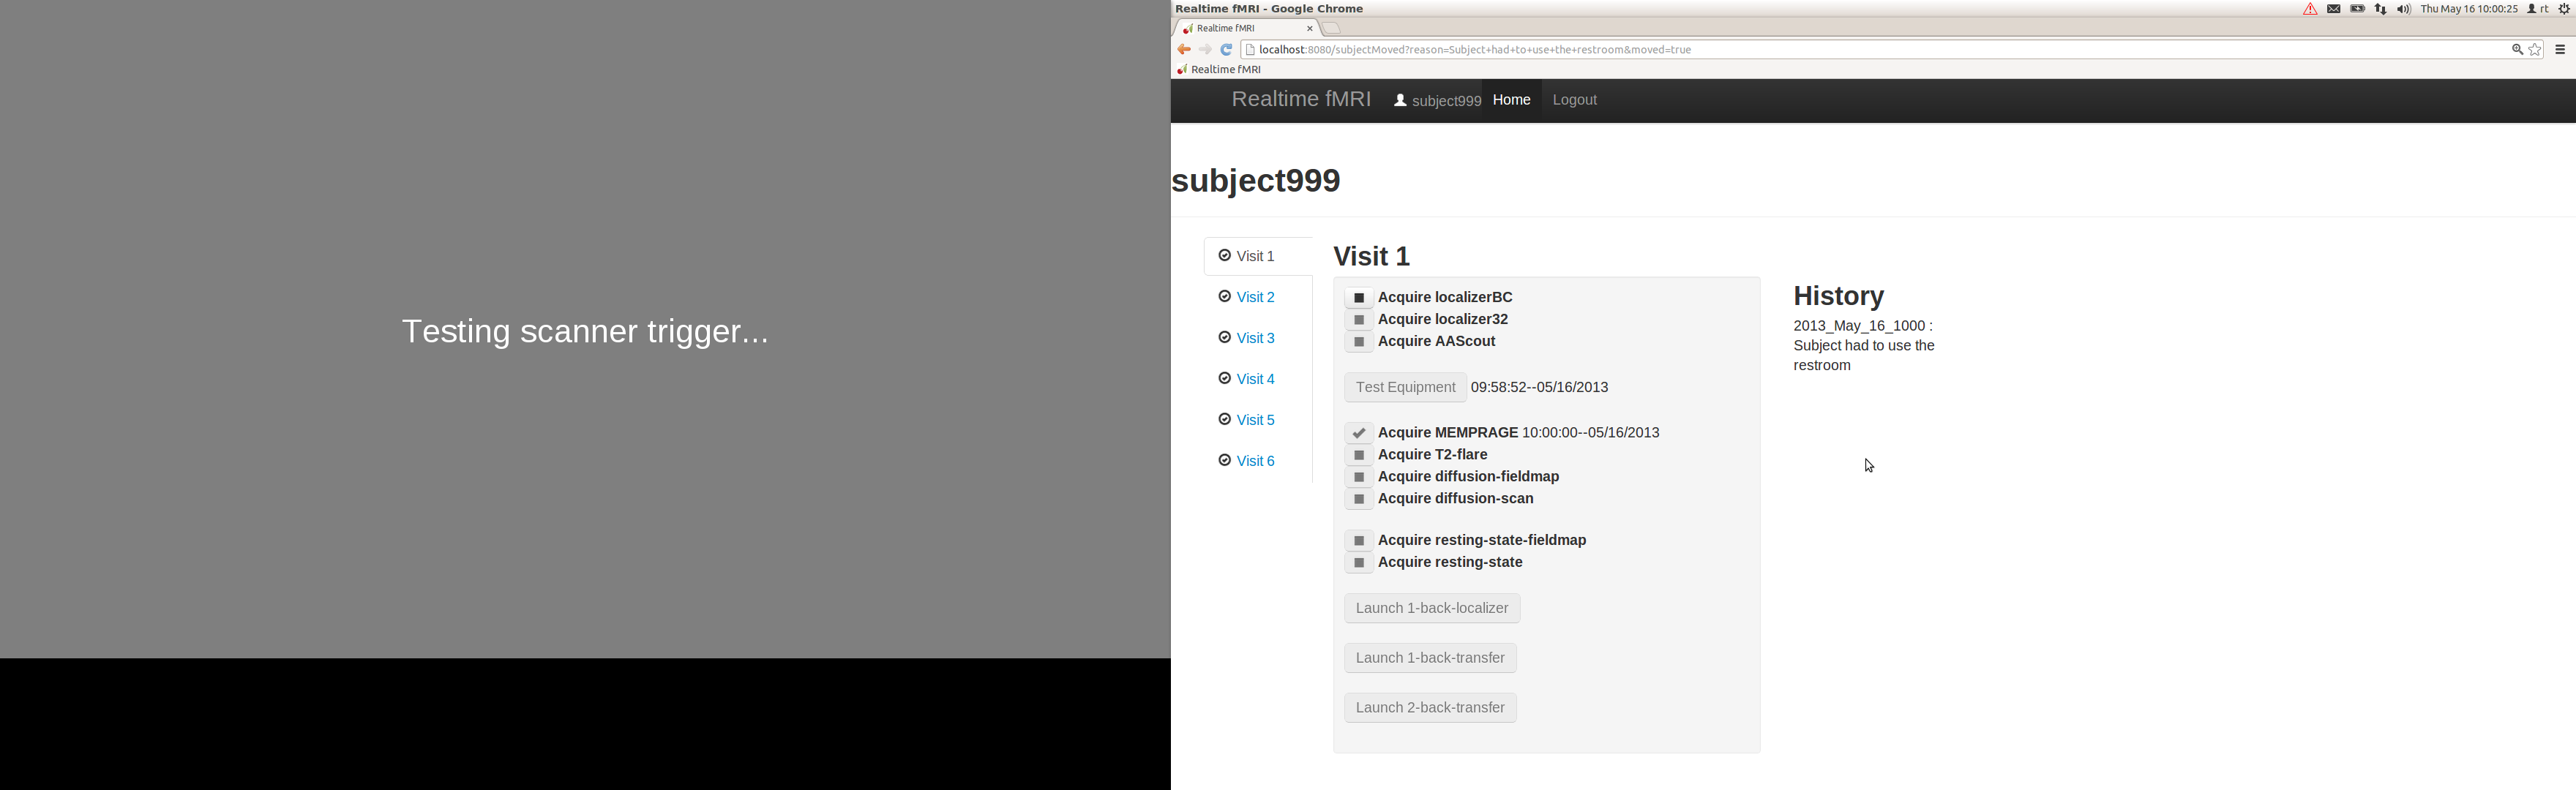 Testing scanner trigger...
Realtime fMRI - Google Chrome
Thu May 16 10:00:25 rt
Realtime fMRI
localhost:8080/subjectMoved?reason=Subject+had+to+use+the+restroom&moved=true
Realtime fMRI
Realtime fMRI subject999 Home Logout
subject999
Visit 1
Visit 2
Visit 3
Visit 4
Visit 5
Visit 6
Visit 1
Acquire localizerBC
Acquire localizer32
Acquire AAScout
Test Equipment 09:58:52--05/16/2013
Acquire MEMPRAGE 10:00:00--05/16/2013
Acquire T2-flare
Acquire diffusion-fieldmap
Acquire diffusion-scan
Acquire resting-state-fieldmap
Acquire resting-state
Launch 1-back-localizer
Launch 1-back-transfer
Launch 2-back-transfer
History
2013_May_16_1000 :
Subject had to use the
restroom